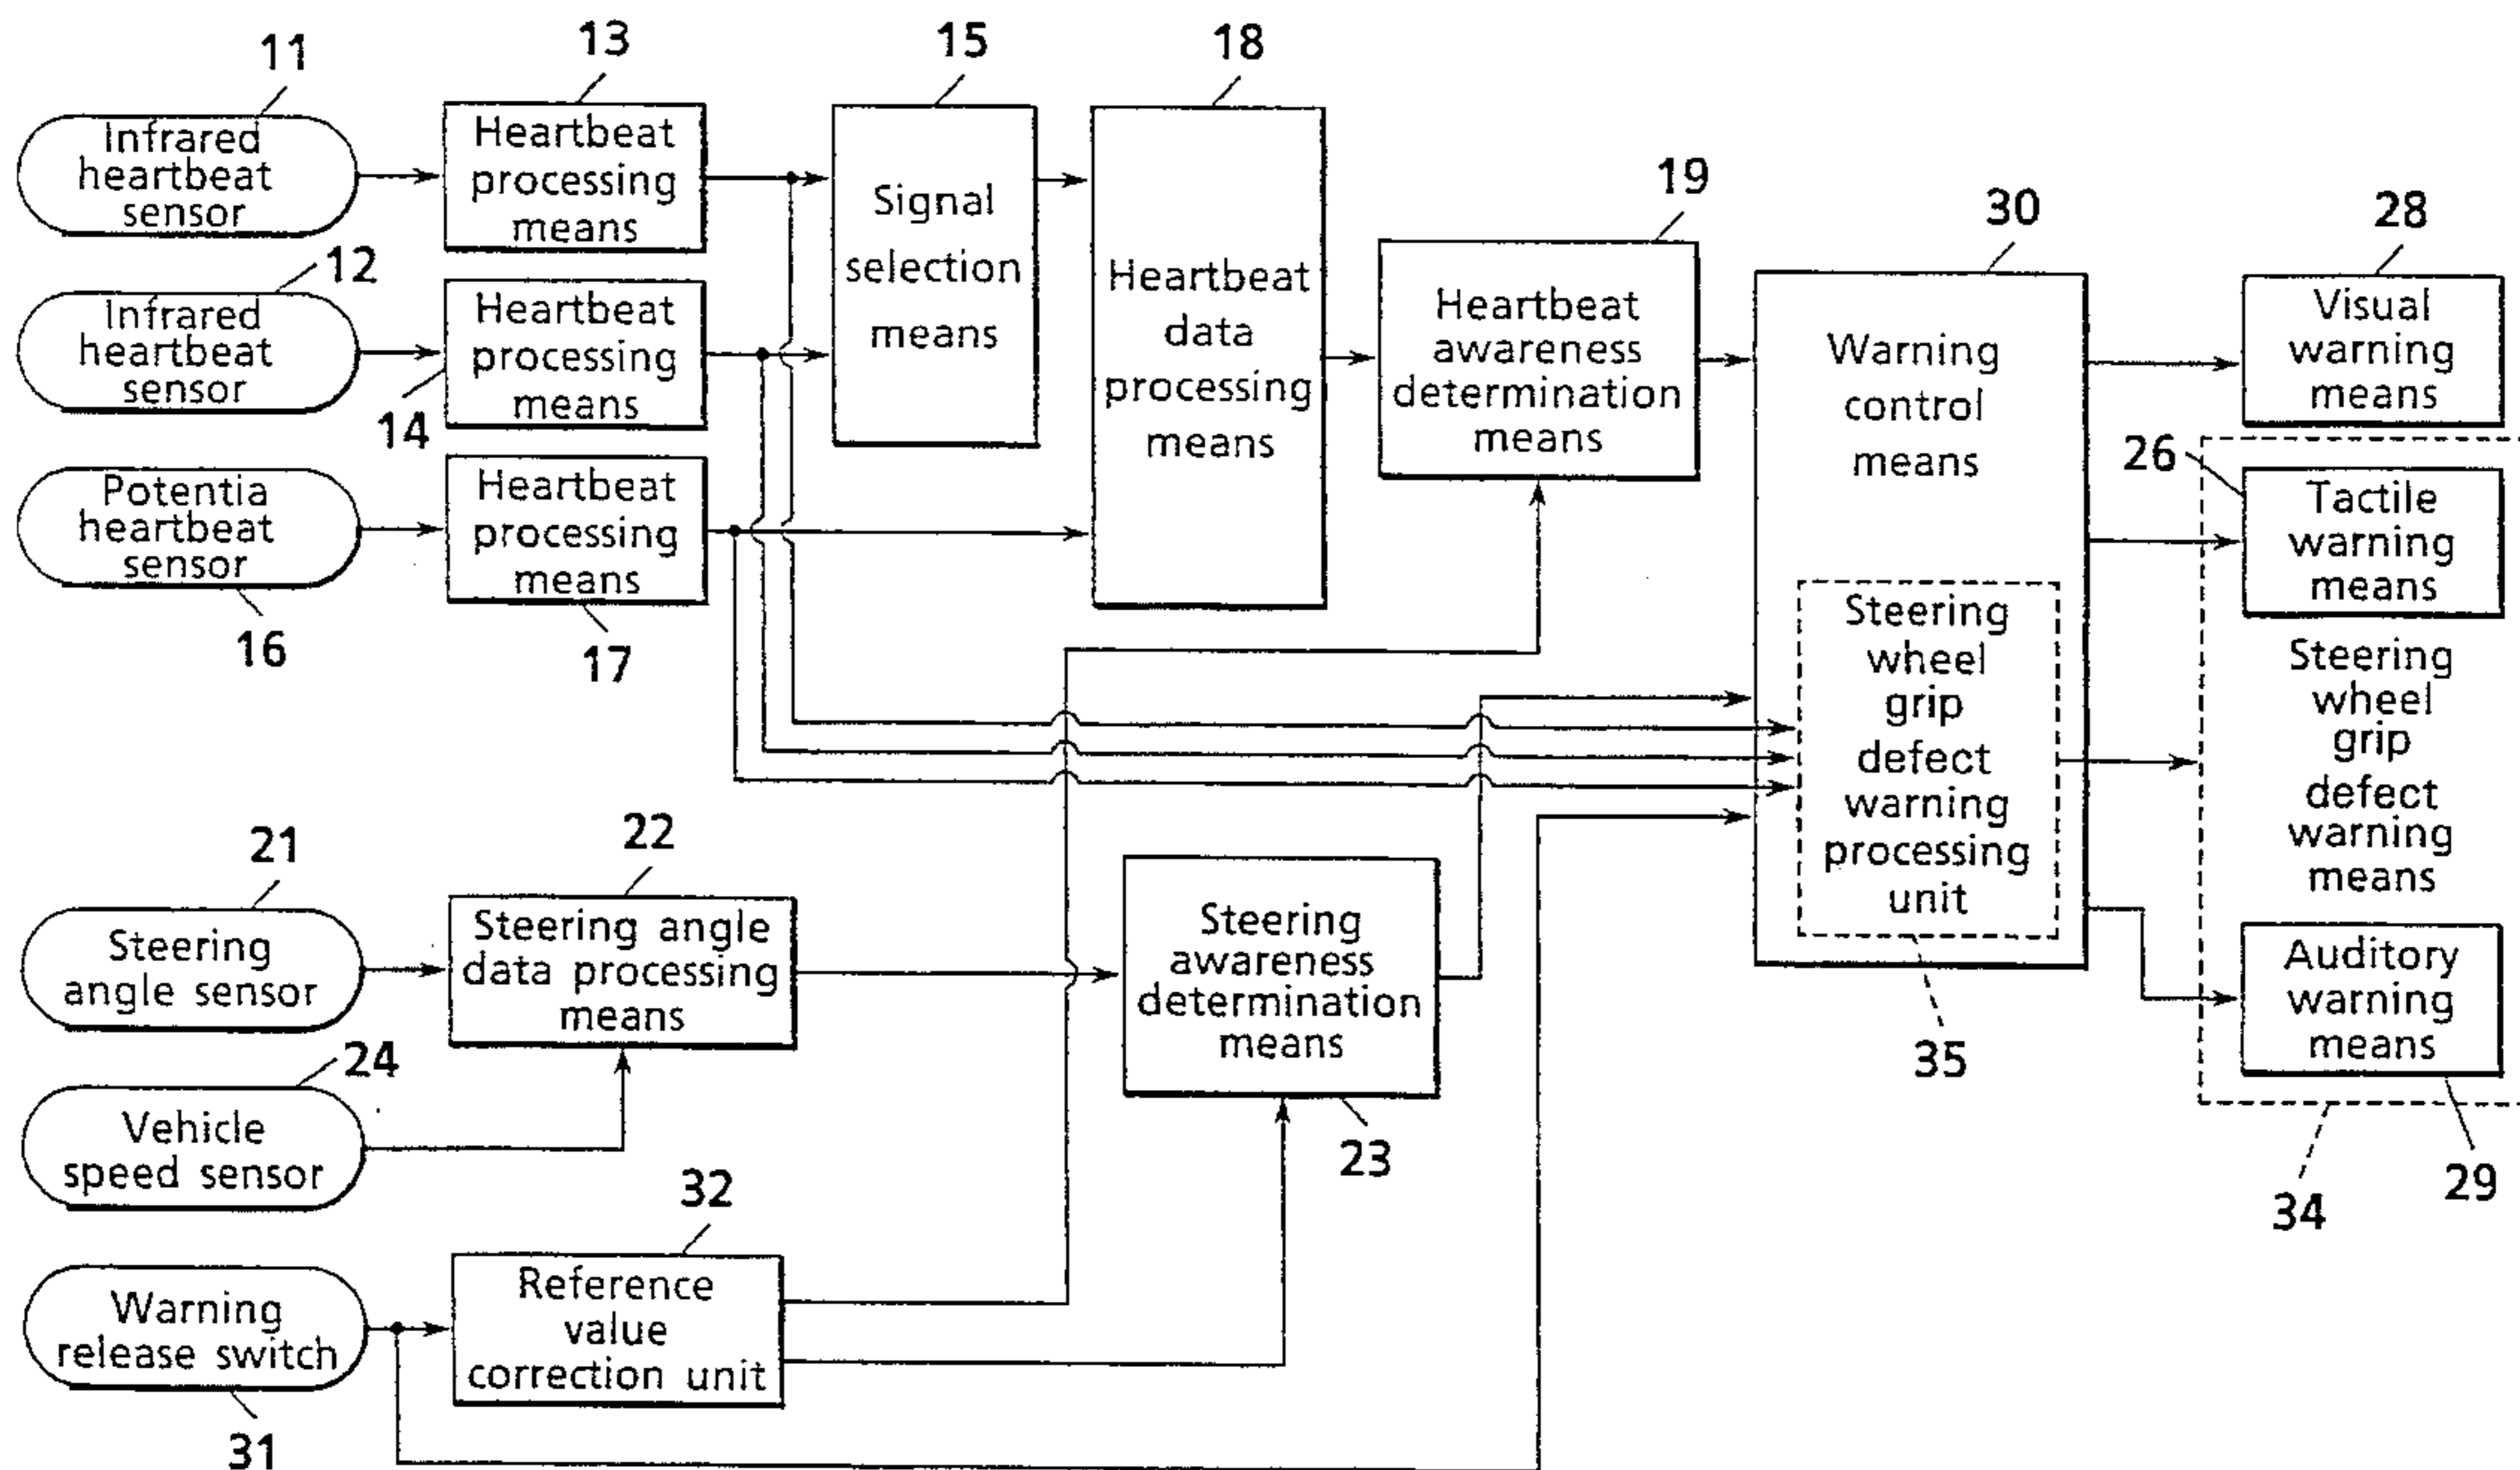 11
13
15
18
Infrared
heartbeat
sensor
Heartbeat
processing
means
Signal
selection
means
Heartbeat
data
processing
means
19
Heartbeat
awareness
determination
means
30
Warning
control
means
28
Visual
warning
means
12
Infrared
heartbeat
sensor
14
Heartbeat
processing
means
26
Tactile
warning
means
Potentia
heartbeat
sensor
16
Heartbeat
processing
means
17
Steering
wheel
grip
defect
warning
processing
unit
35
Steering
wheel
grip
defect
warning
means
21
Steering
angle sensor
22
Steering angle
data processing
means
Steering
awareness
determination
means
23
Auditory
warning
means
29
34
24
Vehicle
speed sensor
32
Reference
value
correction unit
Warning
release switch
31